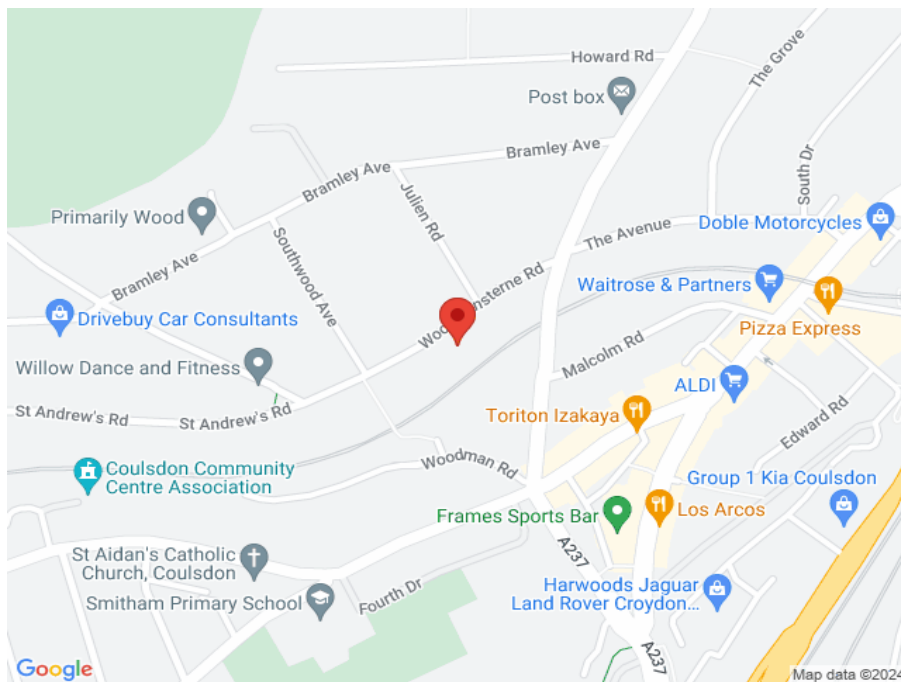 Howard Rd
The Grove
Post box
Bramley Ave
Bramley Ave
Julien Rd
South Dr
Primarily Wood
Southwood Ave
The Avenue
Doble Motorcycles
Bramley Ave
Waitrose & Partners
Drivebuy Car Consultants
Pizza Express
Malcolm Rd
Willow Dance and Fitness
ALDI
St Andrew's Rd
St Andrew's Rd
Toriton Izakaya
Edward Rd
Woodman Rd
Coulsdon Community
Centre Association
Group 1 Kia Coulsdon
Frames Sports Bar
Los Arcos
A237
St Aidan's Catholic
Church, Coulsdon
Fourth Dr
Smitham Primary School
Harwoods Jaguar
Land Rover Croydon...
A237
Google
Map data ©2024